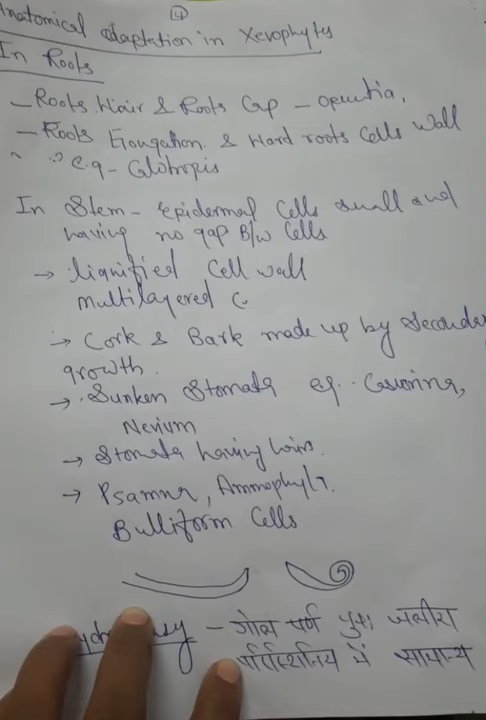 4
Anatomical adaptation in Xerophytes
In Roots
- Roots Hair & Roots Cap - Opuntia,
- Roots Elongation & Hard roots Cells Wall
e.g - Calotropis
In Stem - Epidermal Cells small and
having no gap B/w Cells
→ lignified Cell wall
multilayered C
→ Cork & Bark made up by Seconda
growth.
→ Sunken Stomata eg.
Nerium
→ Stomata having hairs.
→ Psamma, Ammophyla.
Bulliform Cells
- गोल पर्ण युक्त
में सामान्य